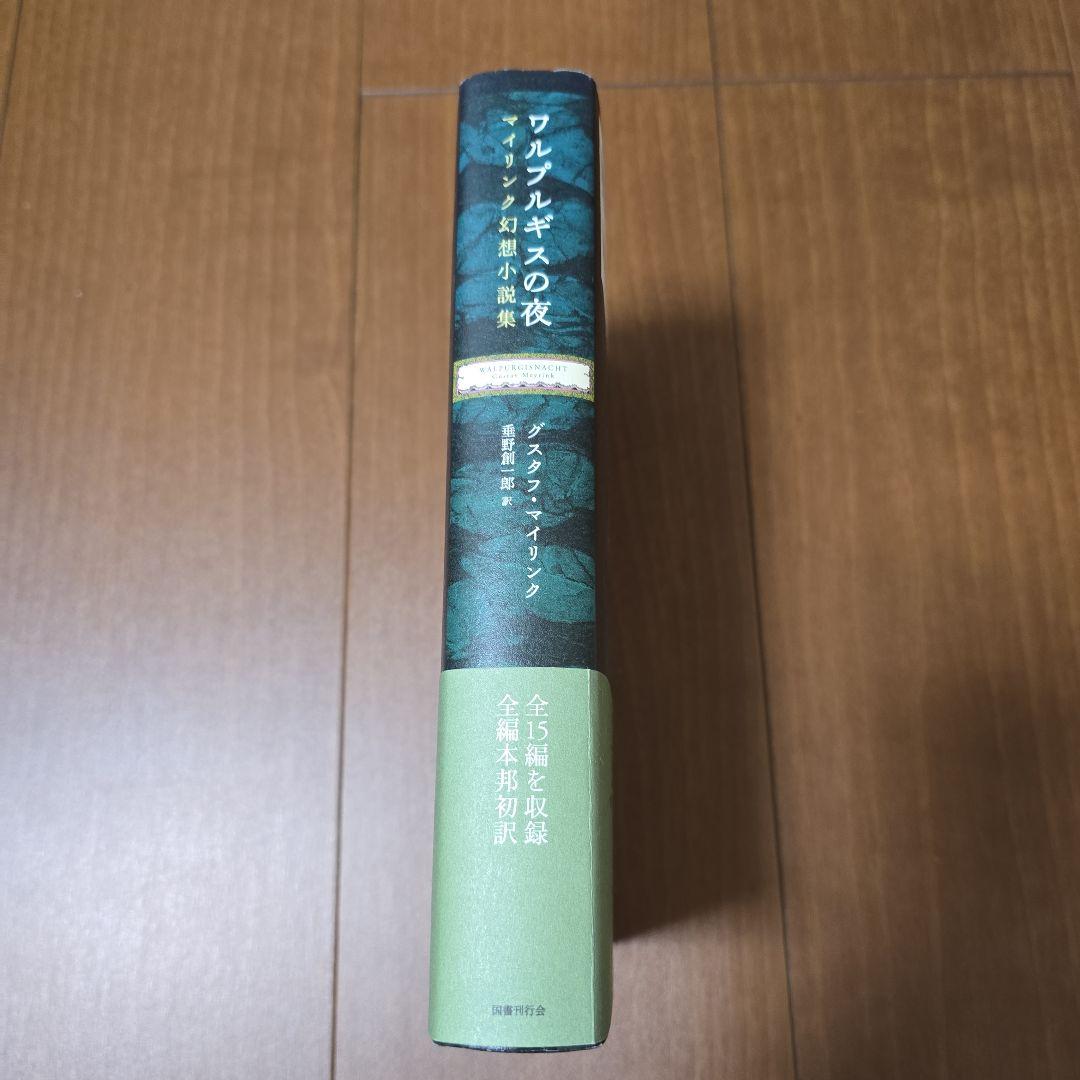 ワルプルギスの夜
マイリンク幻想小説集
WALPURGISNACHT
Gustav Meyrink
グスタフ・マイリンク
垂野創一郎 訳
全15編を収録
全編本邦初訳
国書刊行会